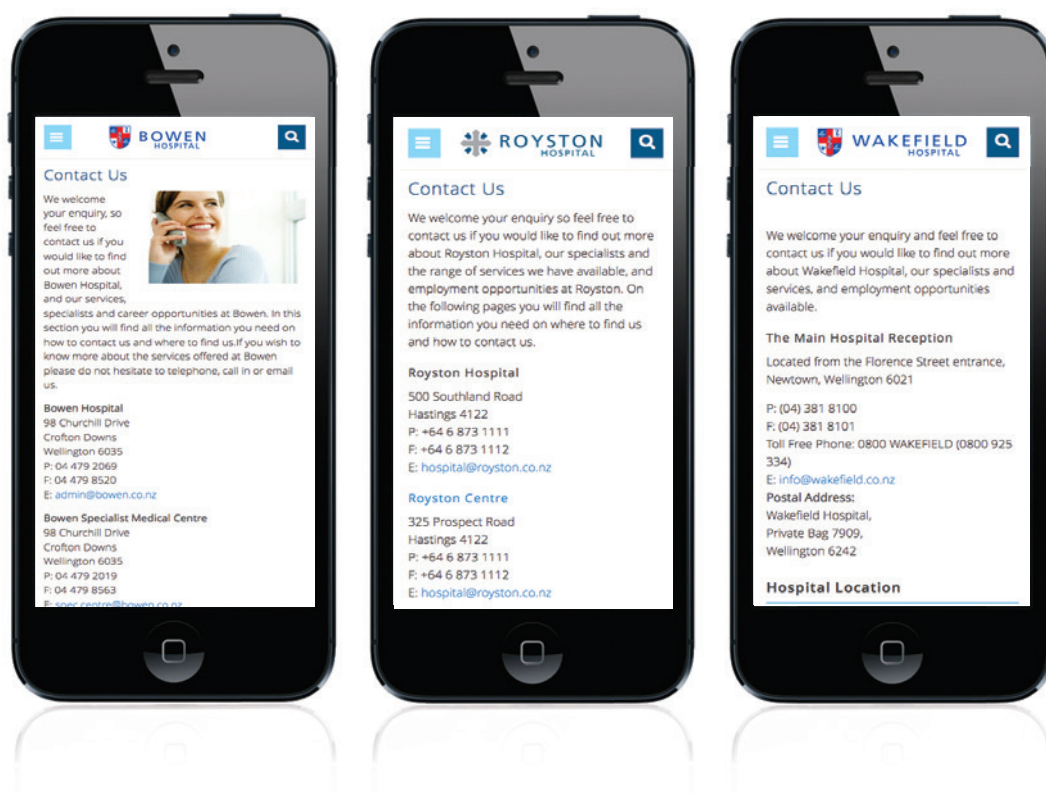 BOWEN
HOSPITAL
Contact Us
We welcome
your enquiry, so
feel free to
contact us if you
would like to find
out more about
Bowen Hospital,
and our services,
specialists and career opportunities at Bowen. In this
section you will find all the information you need on
how to contact us and where to find us.If you wish to
know more about the services offered at Bowen
please do not hesitate to telephone, call in or email
us.
Bowen Hospital
98 Churchill Drive
Crofton Downs
Wellington 6035
P: 04 479 2069
F: 04 479 8520
E: admin@bowen.co.nz
Bowen Specialist Medical Centre
98 Churchill Drive
Crofton Downs
Wellington 6035
P: 04 479 2019
F: 04 479 8563
E: spec.centre@bowen.co.nz
ROYSTON
HOSPITAL
Contact Us
We welcome your enquiry so feel free to
contact us if you would like to find out more
about Royston Hospital, our specialists and
the range of services we have available, and
employment opportunities at Royston. On
the following pages you will find all the
information you need on where to find us
and how to contact us.
Royston Hospital
500 Southland Road
Hastings 4122
P: +64 6 873 1111
F: +64 6 873 1112
E: hospital@royston.co.nz
Royston Centre
325 Prospect Road
Hastings 4122
P: +64 6 873 1111
F: +64 6 873 1112
E: hospital@royston.co.nz
WAKEFIELD
HOSPITAL
Contact Us
We welcome your enquiry and feel free to
contact us if you would like to find out more
about Wakefield Hospital, our specialists and
services, and employment opportunities
available.
The Main Hospital Reception
Located from the Florence Street entrance,
Newtown, Wellington 6021
P: (04) 381 8100
F: (04) 381 8101
Toll Free Phone: 0800 WAKEFIELD (0800 925
334)
E: info@wakefield.co.nz
Postal Address:
Wakefield Hospital,
Private Bag 7909,
Wellington 6242
Hospital Location